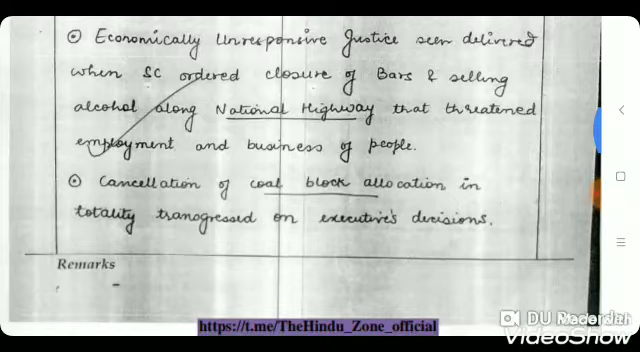 ⊙ Economically Unresponsive Justice seen delivered
when SC ordered closure of Bars & selling
alcohol along National Highway that threatened
employment and business of people.
⊙ Cancellation of coal block allocation in
totality transgressed on executive's decisions.
Remarks
https://t.me/TheHindu_Zone_official
VideoShow